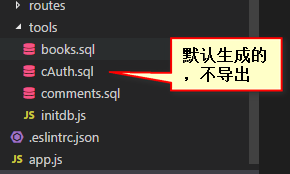 routes
tools
books.sql
cAuth.sql
comments.sql
initdb.js
.eslintrc.json
app.js
默认生成的
，不导出